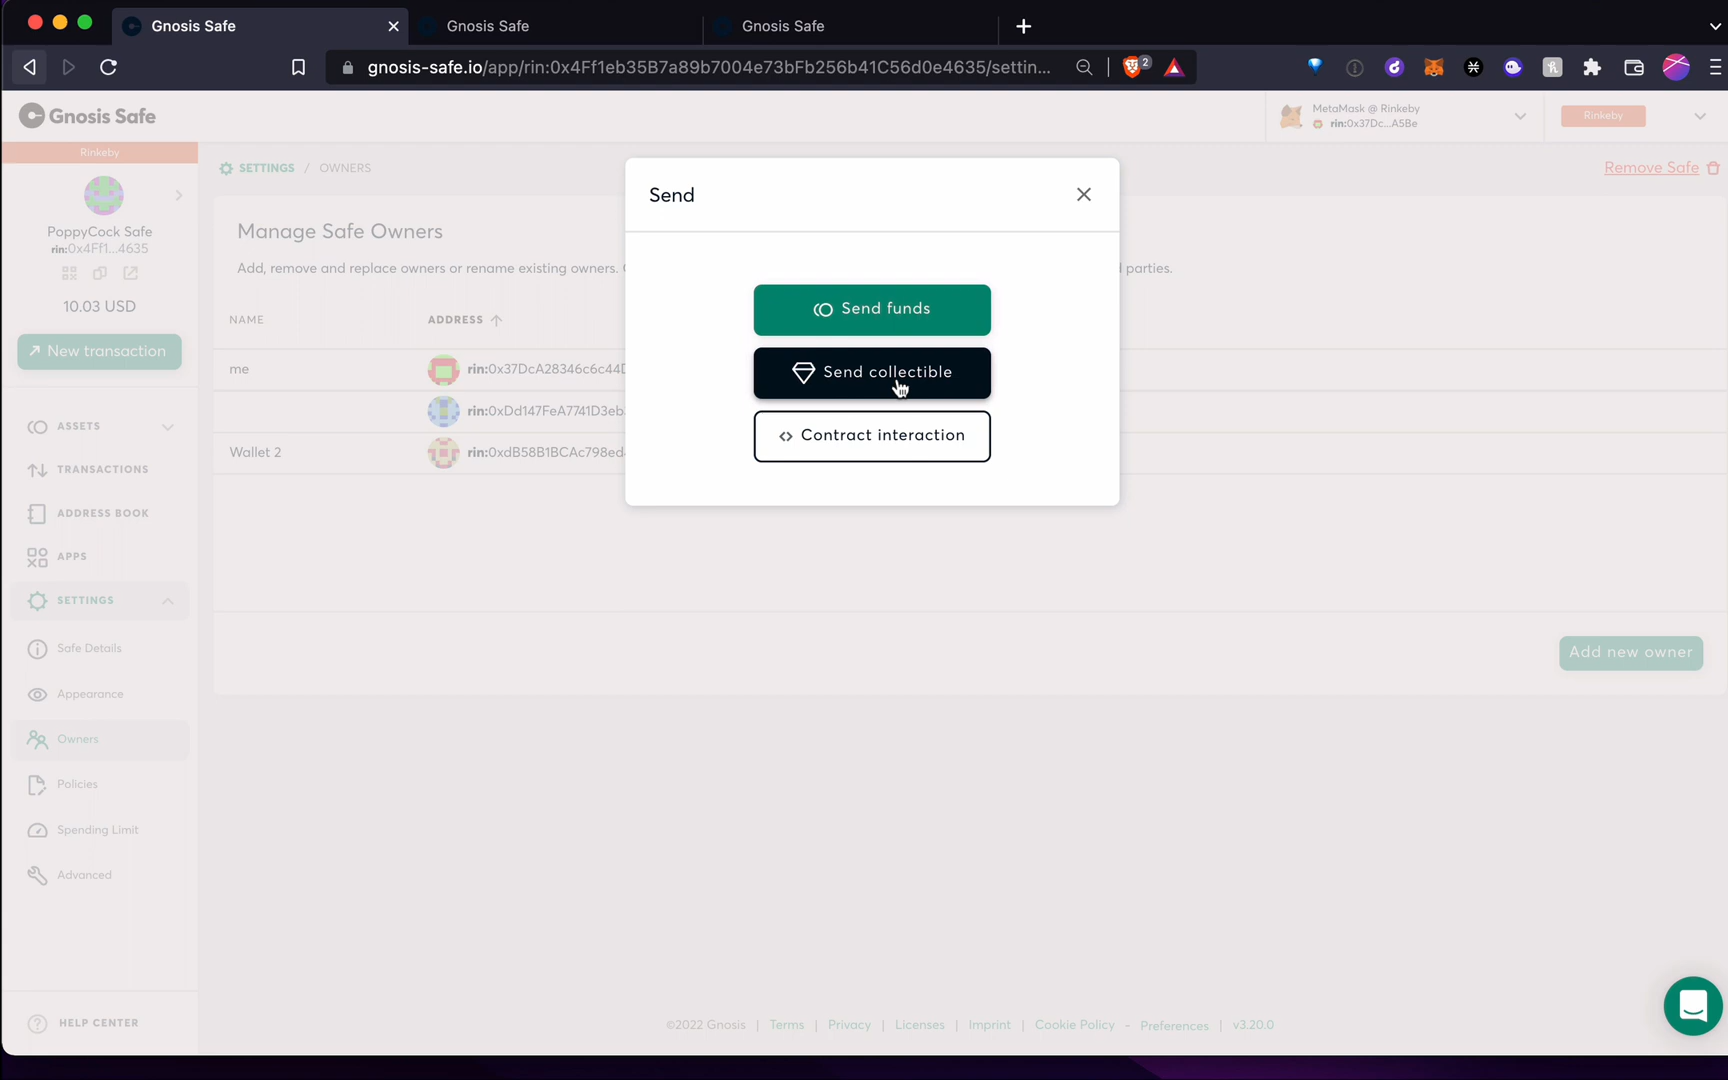 Gnosis Safe
Gnosis Safe
Gnosis Safe
gnosis-safe.io/app/rin:0x4Ff1eb35B7a89b7004e73bFb256b41C56d0e4635/settin...
2
Gnosis Safe
MetaMask @ Rinkeby
rin:0x37Dc...A5Be
Rinkeby
Rinkeby
PoppyCock Safe
rin:0x4Ff1...4635
10.03 USD
New transaction
ASSETS
TRANSACTIONS
ADDRESS BOOK
APPS
SETTINGS
Safe Details
Appearance
Owners
Policies
Spending Limit
Advanced
HELP CENTER
SETTINGS / OWNERS
Remove Safe
Manage Safe Owners
Add, remove and replace owners or rename existing owners.
parties.
NAME
ADDRESS
me
rin:0x37DcA28346c6c44
rin:0xDd147FeA7741D3eb
Wallet 2
rin:0xdB58B1BCAc798ed
Add new owner
Send
Send funds
Send collectible
Contract interaction
©2022 Gnosis | Terms | Privacy | Licenses | Imprint | Cookie Policy - Preferences | v3.20.0